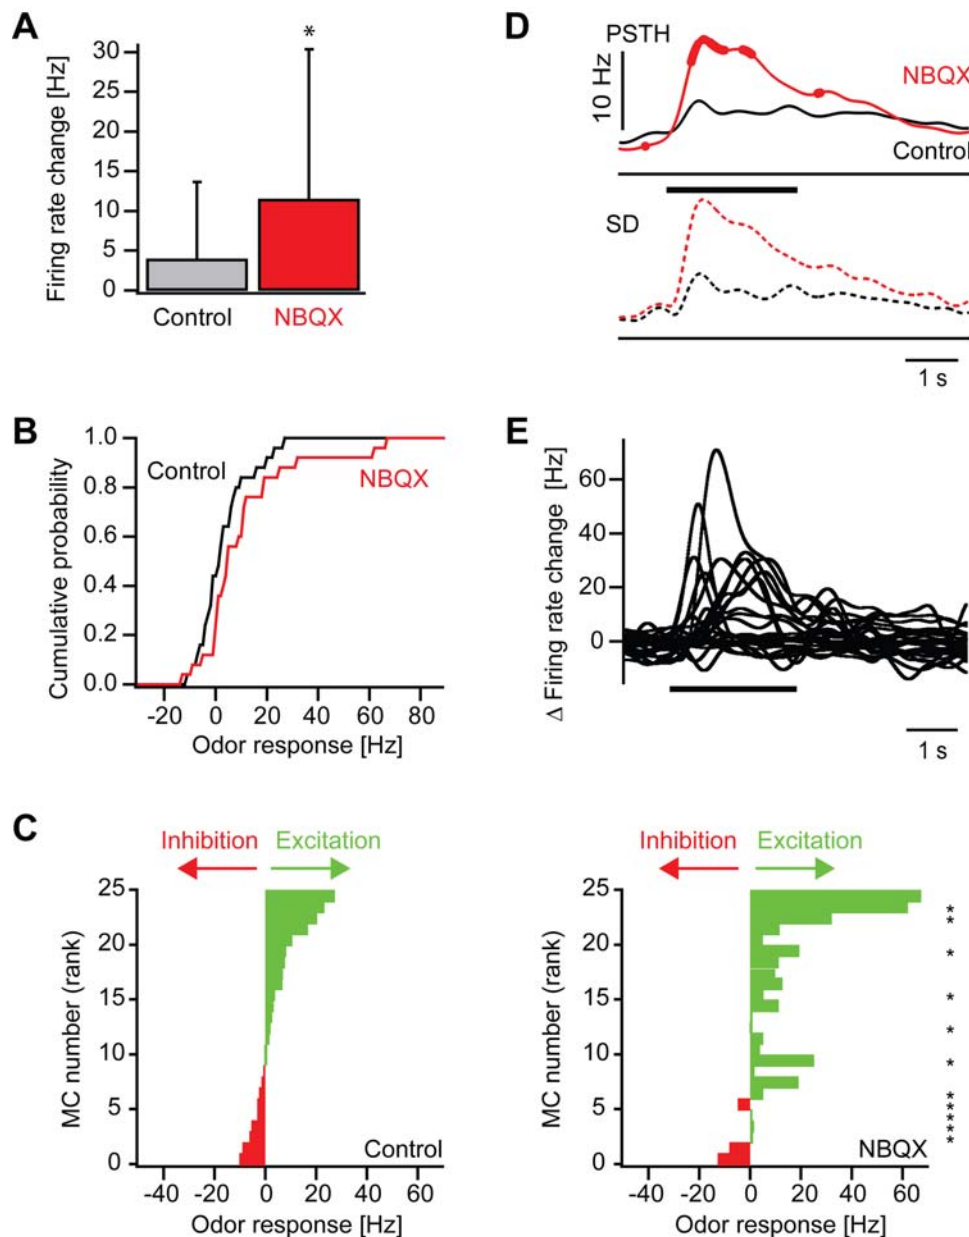 A
Firing rate change [Hz]
30
25
20
15
10
5
0
*
Control
NBQX
D
PSTH
10 Hz
NBQX
Control
SD
1 s
B
Cumulative probability
1.0
0.8
0.6
0.4
0.2
0.0
Control
NBQX
-20 0 20 40 60 80
Odor response [Hz]
E
Δ Firing rate change [Hz]
60
40
20
0
1 s
C
Inhibition Excitation
MC number (rank)
25
20
15
10
5
0
Control
-40 -20 0 20 40 60
Odor response [Hz]
Inhibition Excitation
MC number (rank)
25
20
15
10
5
0
*
*
*
*
*
*
*
*
*
*
*
NBQX
-40 -20 0 20 40 60
Odor response [Hz]